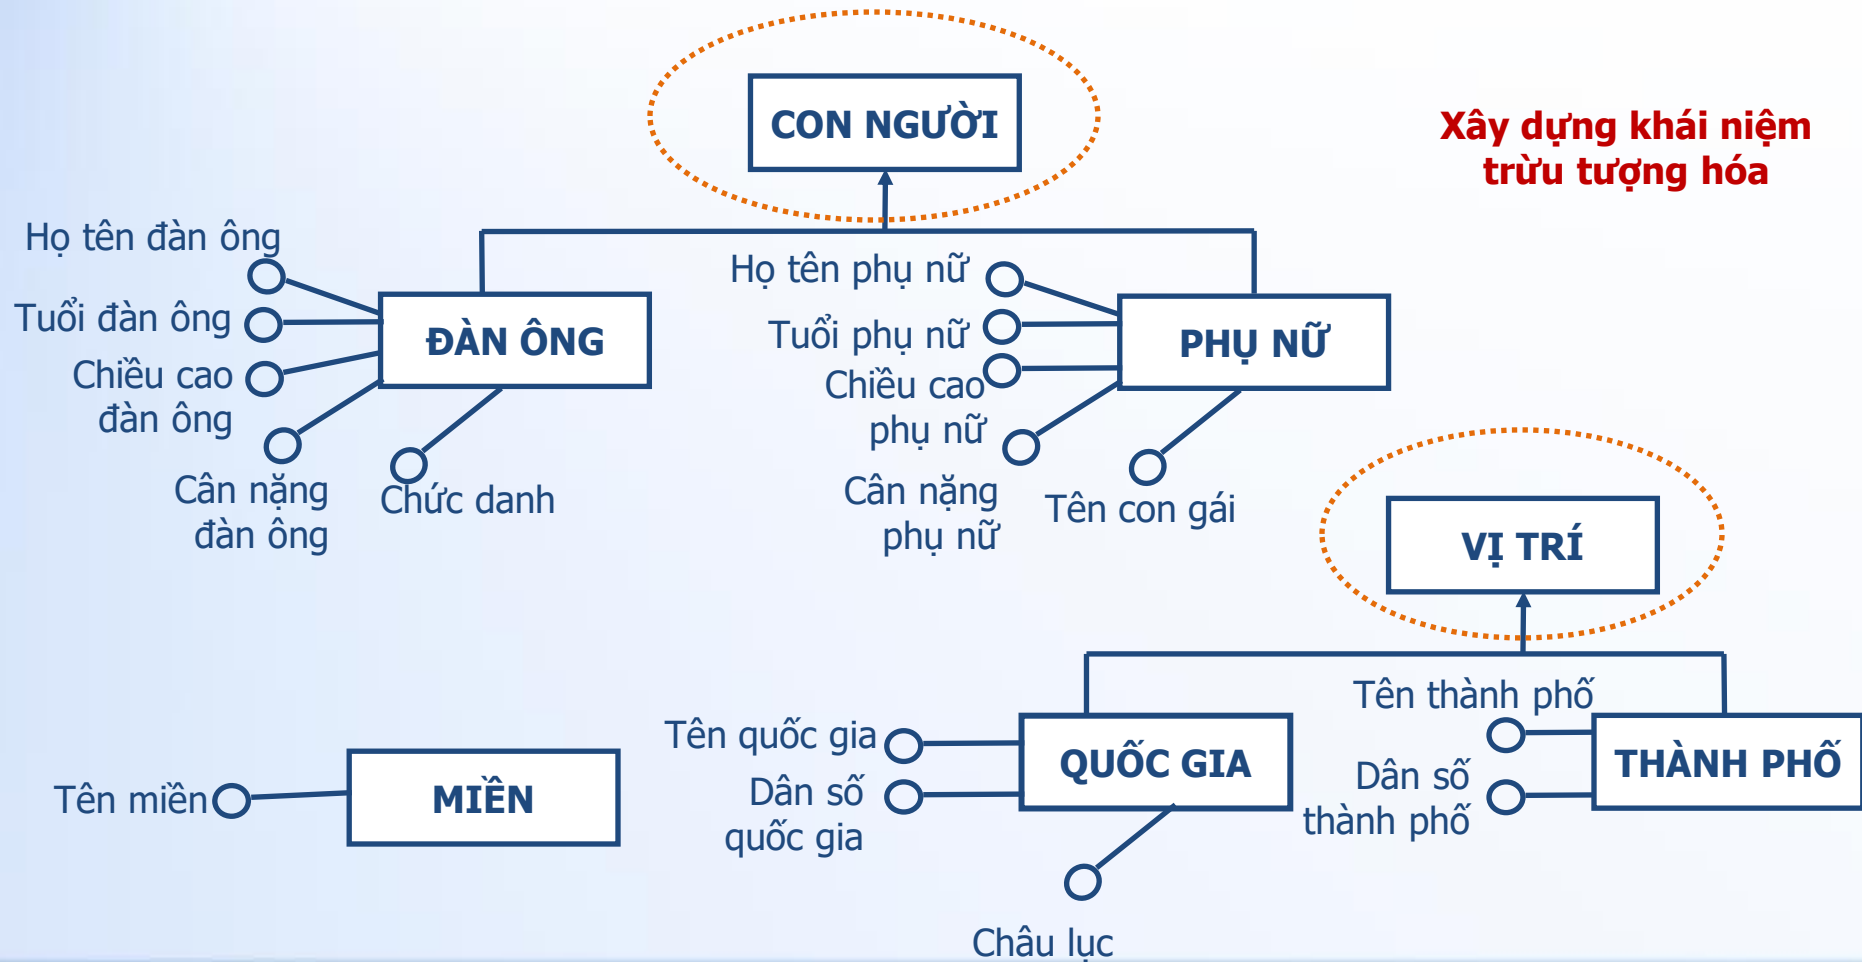 CON NGƯỜI
Xây dựng khái niệm
trừu tượng hóa
Họ tên đàn ông
Tuổi đàn ông
Chiều cao
đàn ông
Cân nặng
đàn ông
Chức danh
ĐÀN ÔNG
Họ tên phụ nữ
Tuổi phụ nữ
Chiều cao
phụ nữ
Cân nặng
phụ nữ
Tên con gái
PHỤ NỮ
VỊ TRÍ
Tên miền
MIỀN
Tên quốc gia
Dân số
quốc gia
QUỐC GIA
Châu lục
Tên thành phố
Dân số
thành phố
THÀNH PHỐ